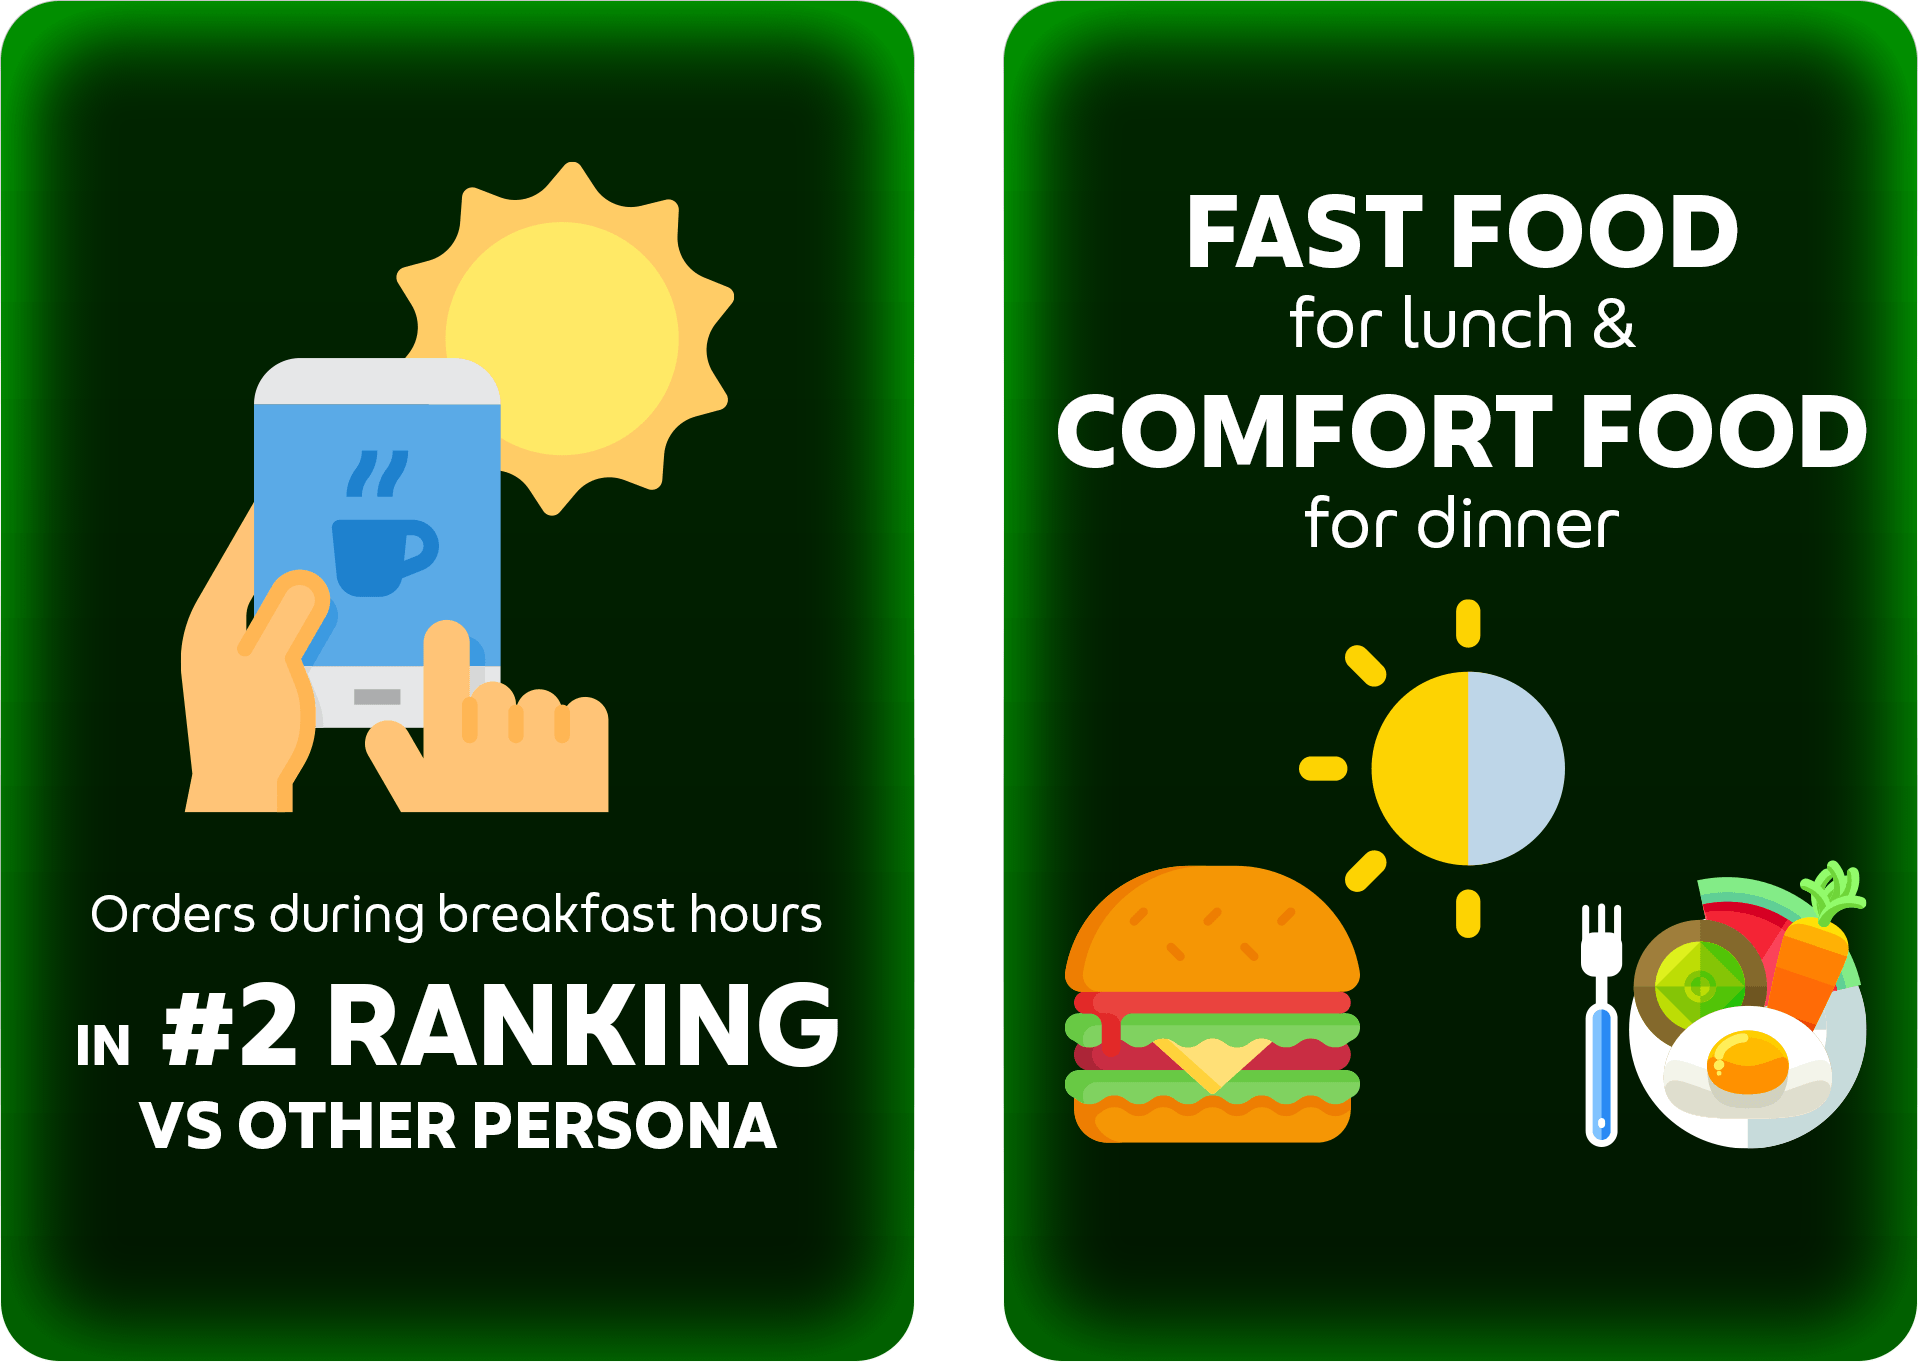 Orders during breakfast hours
IN #2 RANKING
VS OTHER PERSONA
FAST FOOD
for lunch &
COMFORT FOOD
for dinner